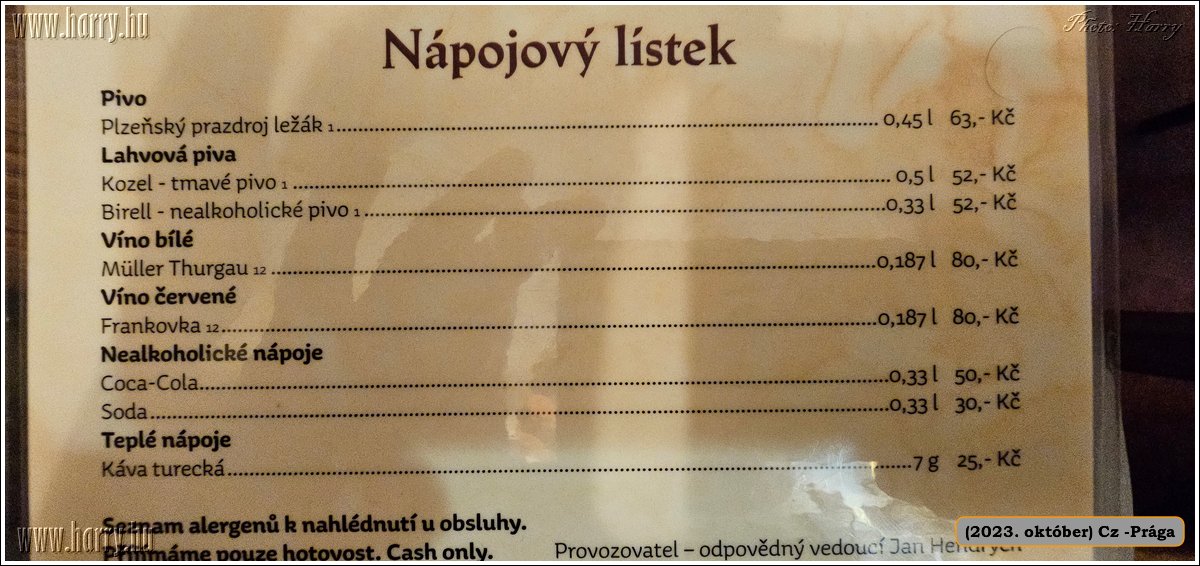 www.harry.hu
Photo: Harry
Nápojový lístek
Pivo
Plzeňský prazdroj ležák 1 0,45 l 63,- Kč
Lahvová piva
Kozel - tmavé pivo 1 0,5 l 52,- Kč
Birell - nealkoholické pivo 1 0,33 l 52,- Kč
Víno bílé
Müller Thurgau 12 0,187 l 80,- Kč
Víno červené
Frankovka 12 0,187 l 80,- Kč
Nealkoholické nápoje
Coca-Cola 0,33 l 50,- Kč
Soda 0,33 l 30,- Kč
Teplé nápoje
Káva turecká 7 g 25,- Kč
Seznam alergenů k nahlédnutí u obsluhy.
Přijímáme pouze hotovost. Cash only.
Provozovatel – odpovědný vedoucí Jan Hendrych
www.harry.hu
(2023. október) Cz -Prága